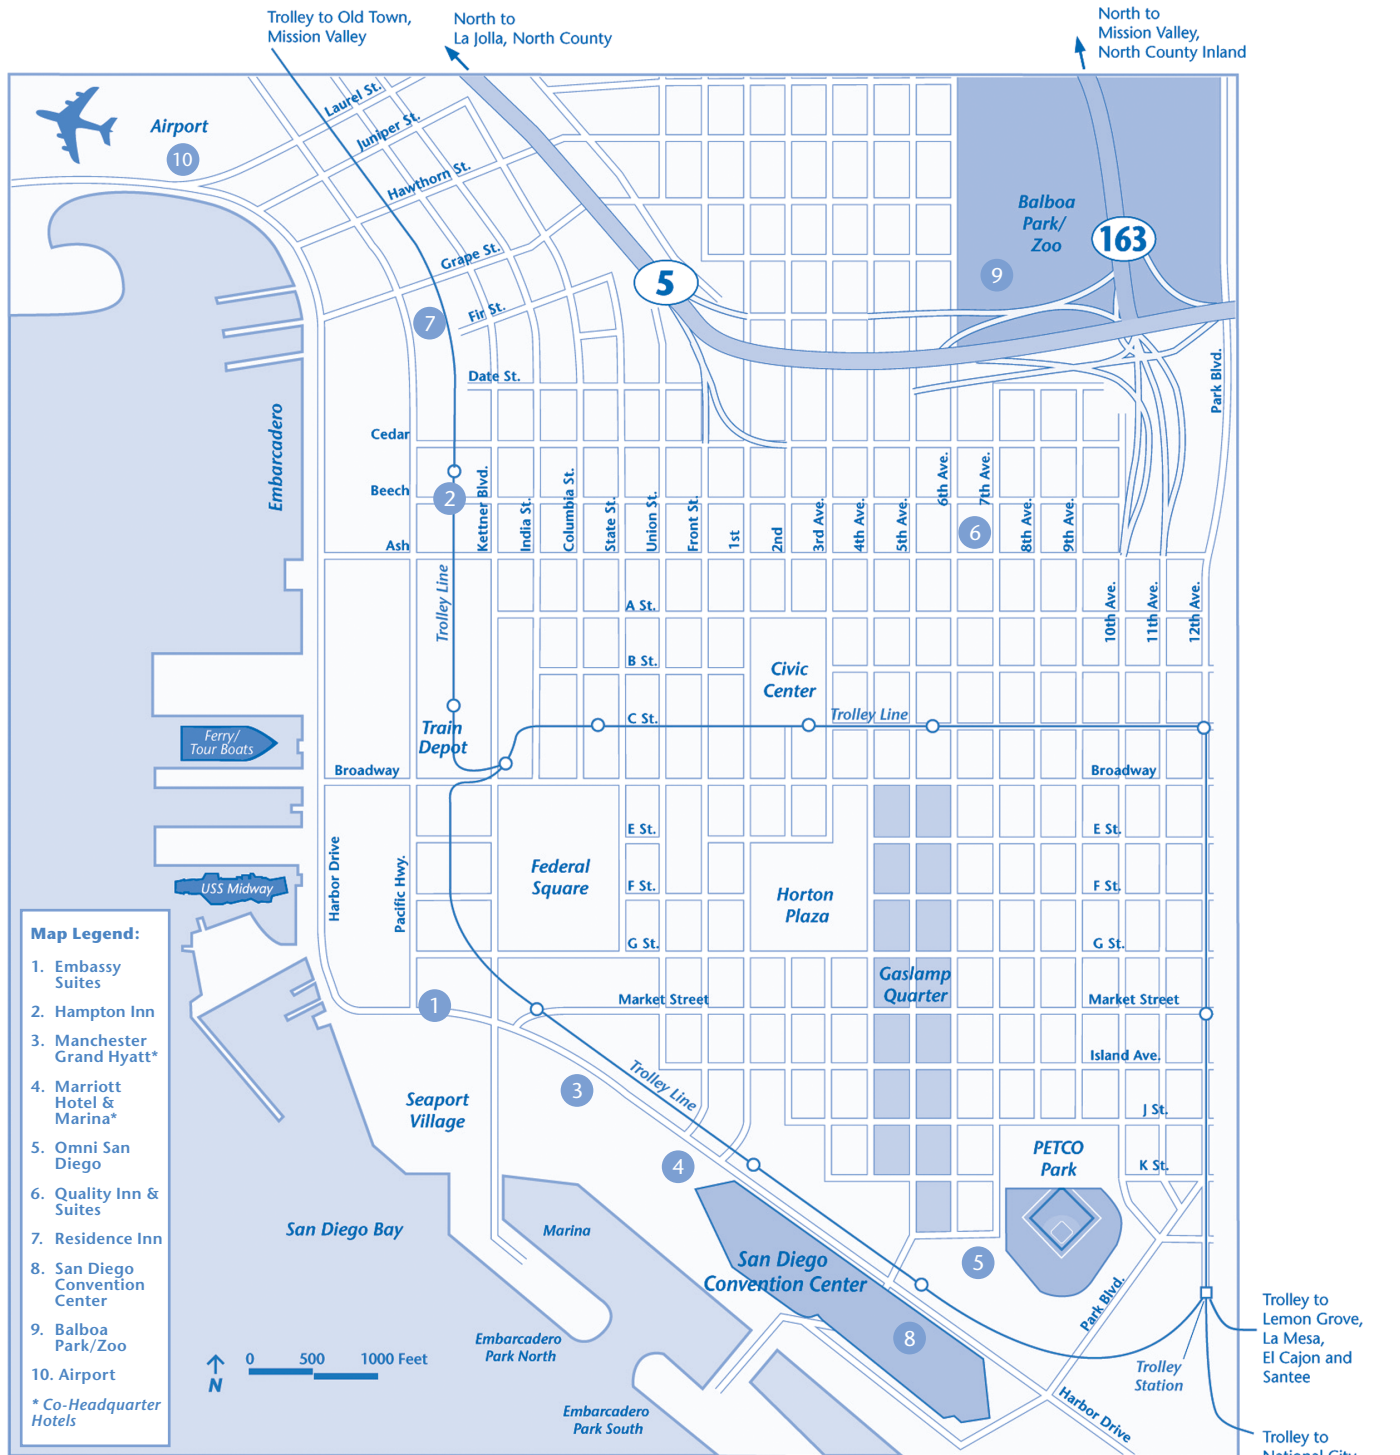 Trolley to Old Town,
Mission Valley
North to
La Jolla, North County
North to
Mission Valley,
North County Inland
Airport
10
Laurel St.
Juniper St.
Hawthorn St.
Grape St.
Fir St.
Date St.
Balboa
Park/
Zoo
163
9
5
7
Park Blvd.
Embarcadero
Cedar
Beech
Ash
2
Kettner Blvd.
India St.
Columbia St.
State St.
Union St.
Front St.
1st
2nd
3rd Ave.
4th Ave.
5th Ave.
6th Ave.
7th Ave.
6
8th Ave.
9th Ave.
10th Ave.
11th Ave.
12th Ave.
Trolley Line
A St.
B St.
C St.
Civic
Center
Trolley Line
Train
Depot
Ferry/
Tour Boats
Broadway
Broadway
Harbor Drive
Pacific Hwy.
E St.
E St.
Federal
Square
F St.
F St.
Horton
Plaza
G St.
G St.
USS Midway
Gaslamp
Quarter
Market Street
Market Street
1
Island Ave.
Trolley Line
3
Seaport
Village
J St.
PETCO
Park
K St.
4
San Diego Bay
Marina
San Diego
Convention Center
5
8
Park Blvd.
Embarcadero
Park North
Embarcadero
Park South
Trolley
Station
Harbor Drive
Trolley to
Lemon Grove,
La Mesa,
El Cajon and
Santee
Trolley to
National City
Map Legend:
1. Embassy
Suites
2. Hampton Inn
3. Manchester
Grand Hyatt*
4. Marriott
Hotel &
Marina*
5. Omni San
Diego
6. Quality Inn &
Suites
7. Residence Inn
8. San Diego
Convention
Center
9. Balboa
Park/Zoo
10. Airport
* Co-Headquarter
Hotels
N
0 500 1000 Feet